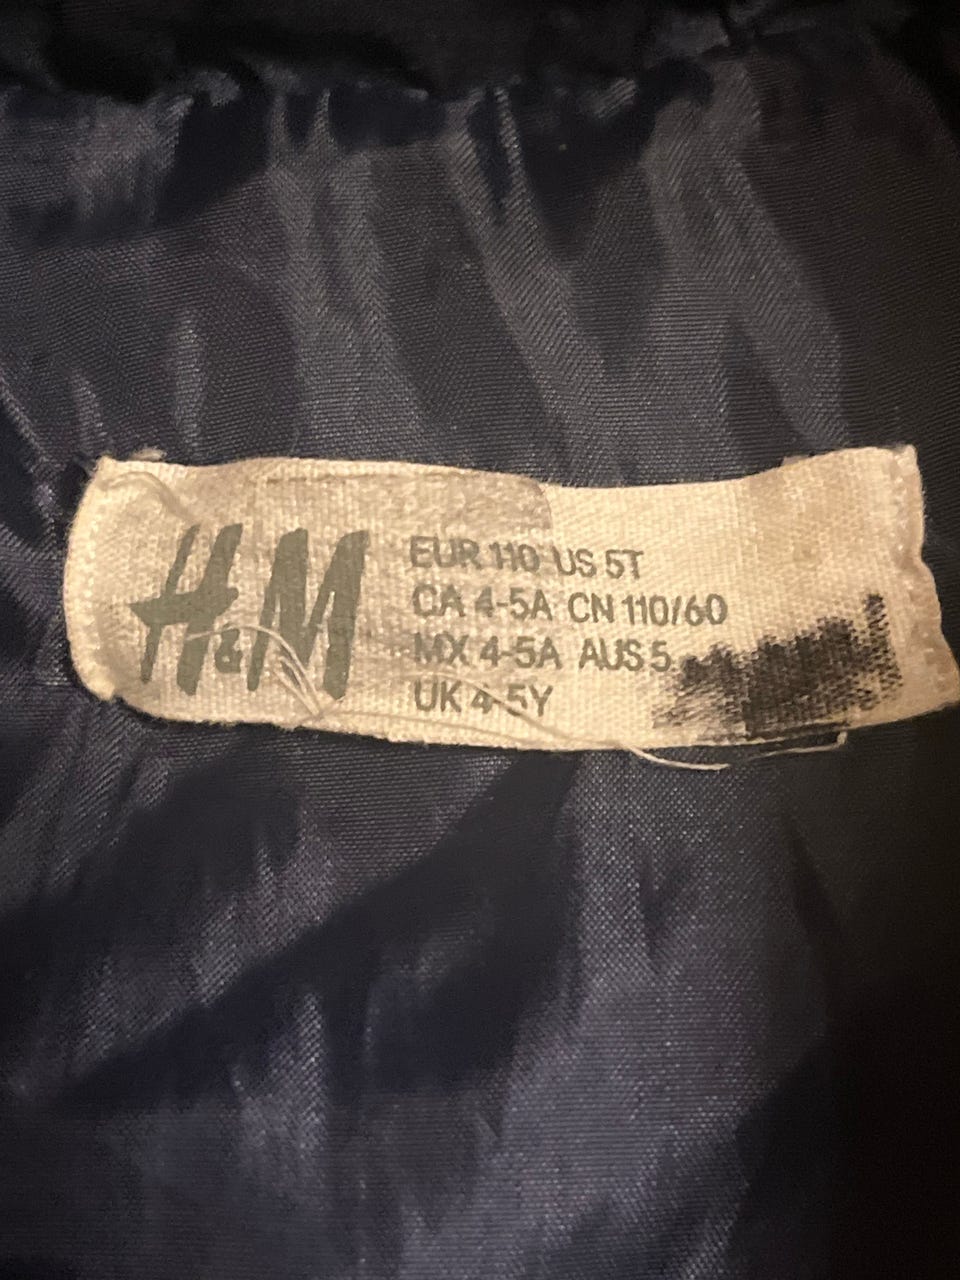 H&M
EUR 110 US 5T
CA 4-5A CN 110/60
MX 4-5A AUS 5
UK 4-5Y